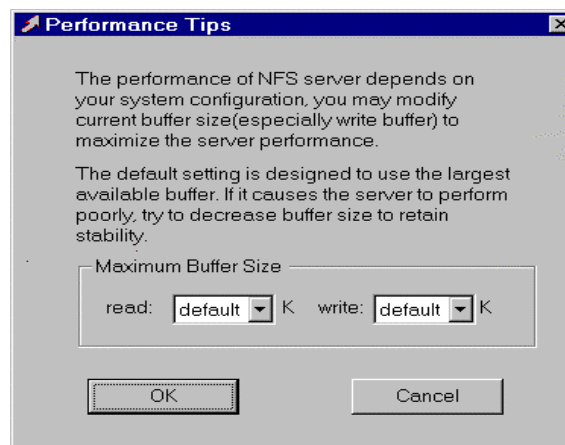 Performance Tips
The performance of NFS server depends on
your system configuration, you may modify
current buffer size(especially write buffer) to
maximize the server performance.
The default setting is designed to use the largest
available buffer. If it causes the server to perform
poorly, try to decrease buffer size to retain
stability.
Maximum Buffer Size
read: default K write: default K
OK Cancel